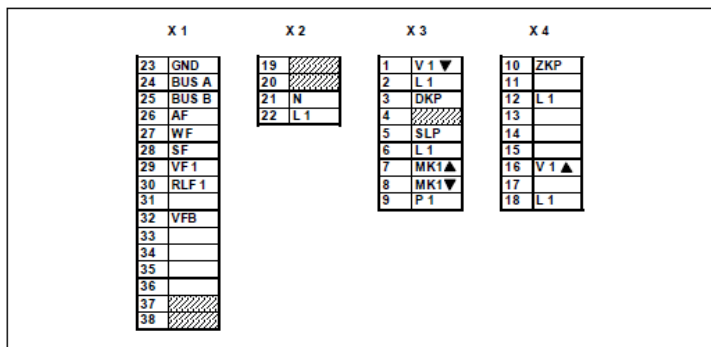 X 1 X 2 X 3 X 4
23 GND 19 1 V 1 ▼ 10 ZKP
24 BUS A 20 2 L 1 11
25 BUS B 21 N 3 DKP 12 L 1
26 AF 22 L 1 4 13
27 WF 5 SLP 14
28 SF 6 L 1 15
29 VF 1 7 MK1▲ 16 V 1 ▲
30 RLF 1 8 MK1▼ 17
31 9 P 1 18 L 1
32 VFB
33
34
35
36
37
38